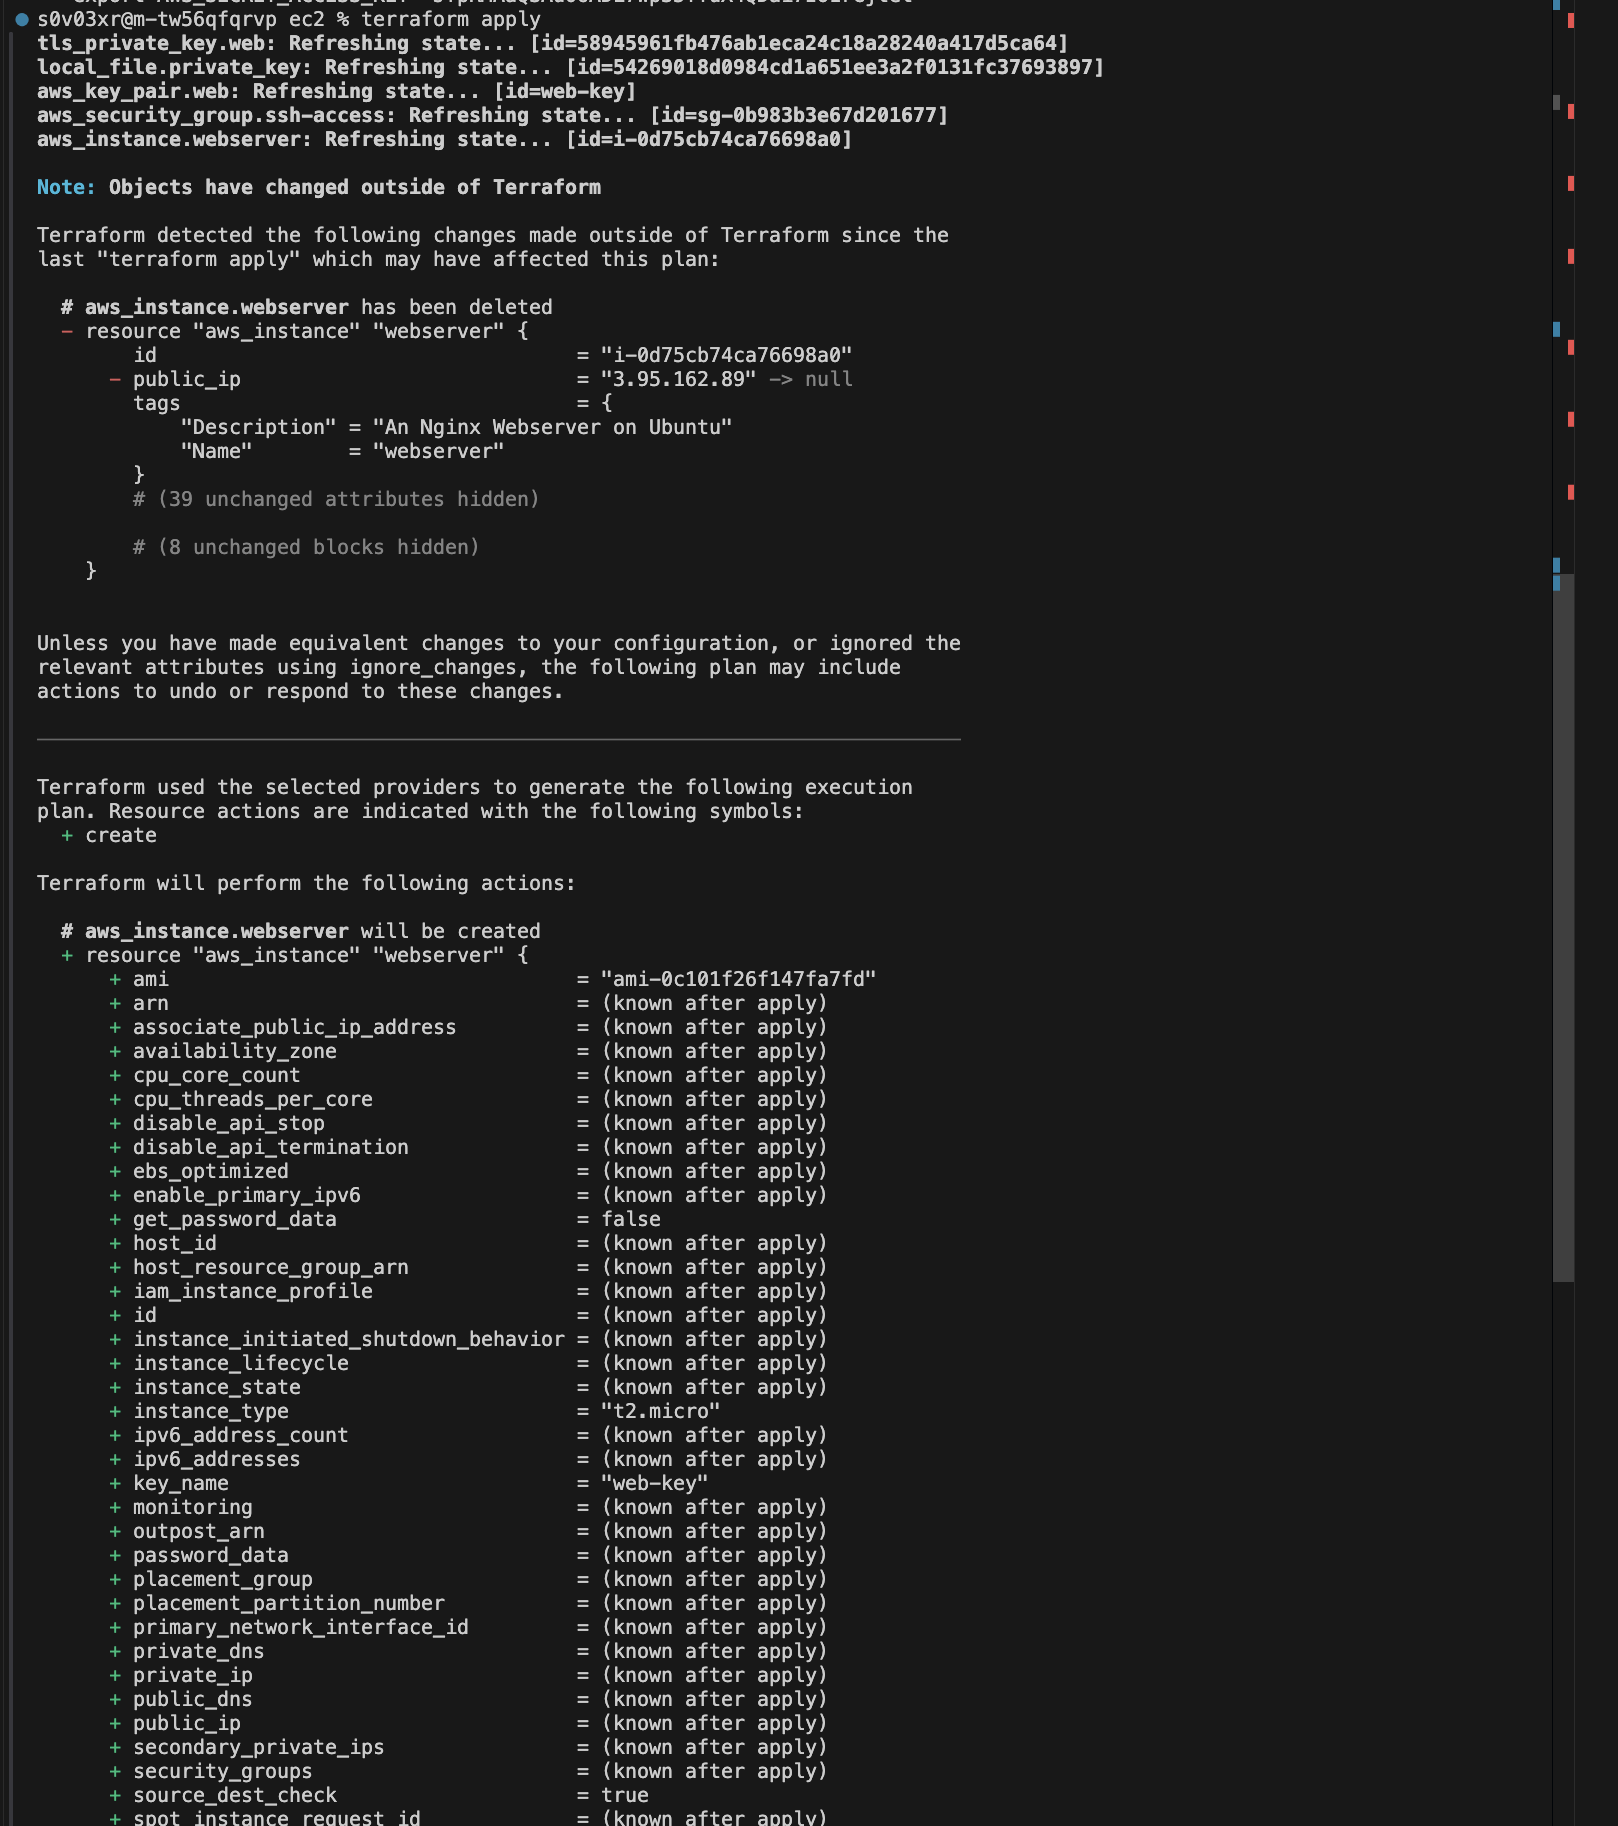 s0v03xr@m-tw56qfqrvp ec2 % terraform apply
tls_private_key.web: Refreshing state... [id=58945961fb476ab1eca24c18a28240a417d5ca64]
local_file.private_key: Refreshing state... [id=54269018d0984cd1a651ee3a2f0131fc37693897]
aws_key_pair.web: Refreshing state... [id=web-key]
aws_security_group.ssh-access: Refreshing state... [id=sg-0b983b3e67d201677]
aws_instance.webserver: Refreshing state... [id=i-0d75cb74ca76698a0]
Note: Objects have changed outside of Terraform
Terraform detected the following changes made outside of Terraform since the
last "terraform apply" which may have affected this plan:
# aws_instance.webserver has been deleted
- resource "aws_instance" "webserver" {
id = "i-0d75cb74ca76698a0"
- public_ip = "3.95.162.89" -> null
tags = {
"Description" = "An Nginx Webserver on Ubuntu"
"Name" = "webserver"
}
# (39 unchanged attributes hidden)
# (8 unchanged blocks hidden)
}
Unless you have made equivalent changes to your configuration, or ignored the
relevant attributes using ignore_changes, the following plan may include
actions to undo or respond to these changes.
Terraform used the selected providers to generate the following execution
plan. Resource actions are indicated with the following symbols:
+ create
Terraform will perform the following actions:
# aws_instance.webserver will be created
+ resource "aws_instance" "webserver" {
+ ami = "ami-0c101f26f147fa7fd"
+ arn = (known after apply)
+ associate_public_ip_address = (known after apply)
+ availability_zone = (known after apply)
+ cpu_core_count = (known after apply)
+ cpu_threads_per_core = (known after apply)
+ disable_api_stop = (known after apply)
+ disable_api_termination = (known after apply)
+ ebs_optimized = (known after apply)
+ enable_primary_ipv6 = (known after apply)
+ get_password_data = false
+ host_id = (known after apply)
+ host_resource_group_arn = (known after apply)
+ iam_instance_profile = (known after apply)
+ id = (known after apply)
+ instance_initiated_shutdown_behavior = (known after apply)
+ instance_lifecycle = (known after apply)
+ instance_state = (known after apply)
+ instance_type = "t2.micro"
+ ipv6_address_count = (known after apply)
+ ipv6_addresses = (known after apply)
+ key_name = "web-key"
+ monitoring = (known after apply)
+ outpost_arn = (known after apply)
+ password_data = (known after apply)
+ placement_group = (known after apply)
+ placement_partition_number = (known after apply)
+ primary_network_interface_id = (known after apply)
+ private_dns = (known after apply)
+ private_ip = (known after apply)
+ public_dns = (known after apply)
+ public_ip = (known after apply)
+ secondary_private_ips = (known after apply)
+ security_groups = (known after apply)
+ source_dest_check = true
+ spot_instance_request_id = (known after apply)